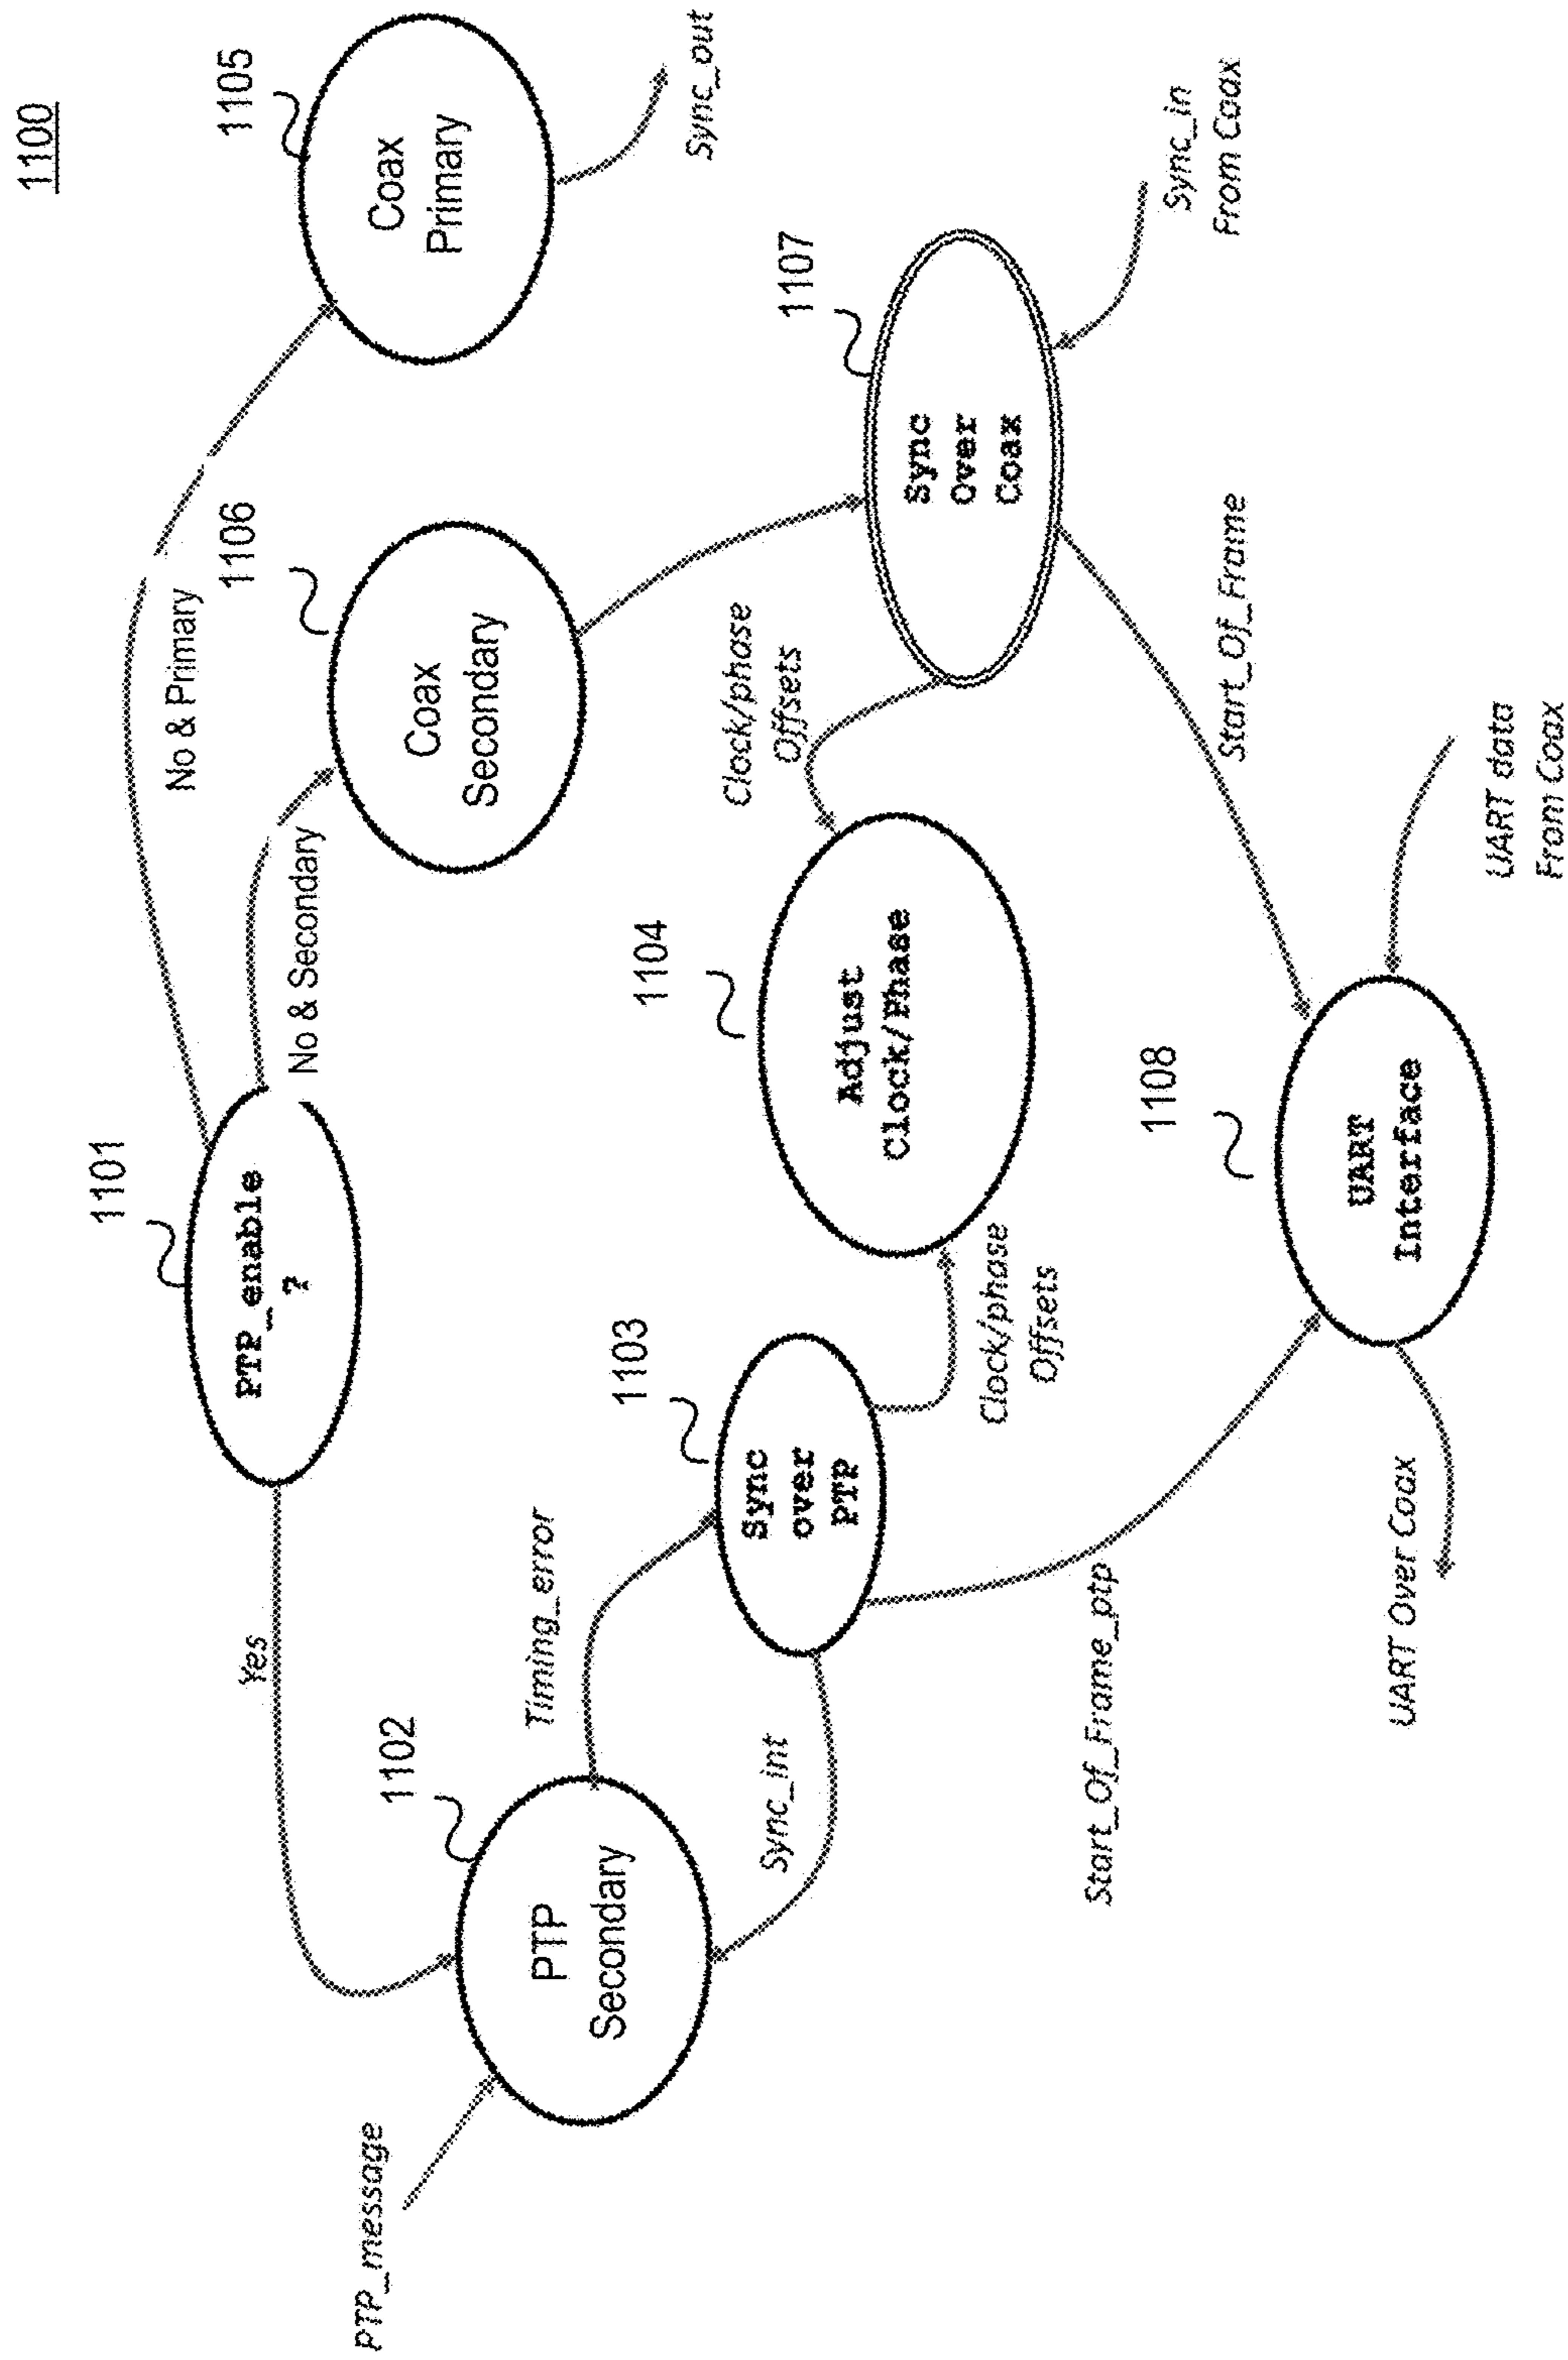 1100
1101
PTP_enable
?
Yes
No & Primary
No & Secondary
1105
Coax
Primary
Sync_out
1106
Coax
Secondary
1102
PTP
Secondary
PTP_message
Timing_error
Sync_int
1103
Sync
over
PTP
Clock/phase
Offsets
1104
Adjust
Clock/Phase
Clock/phase
Offsets
1107
Sync
Over
Coax
Sync_in
From Coax
Start_Of_Frame_ptp
Start_Of_Frame
1108
UART
Interface
UART Over Coax
UART data
From Coax